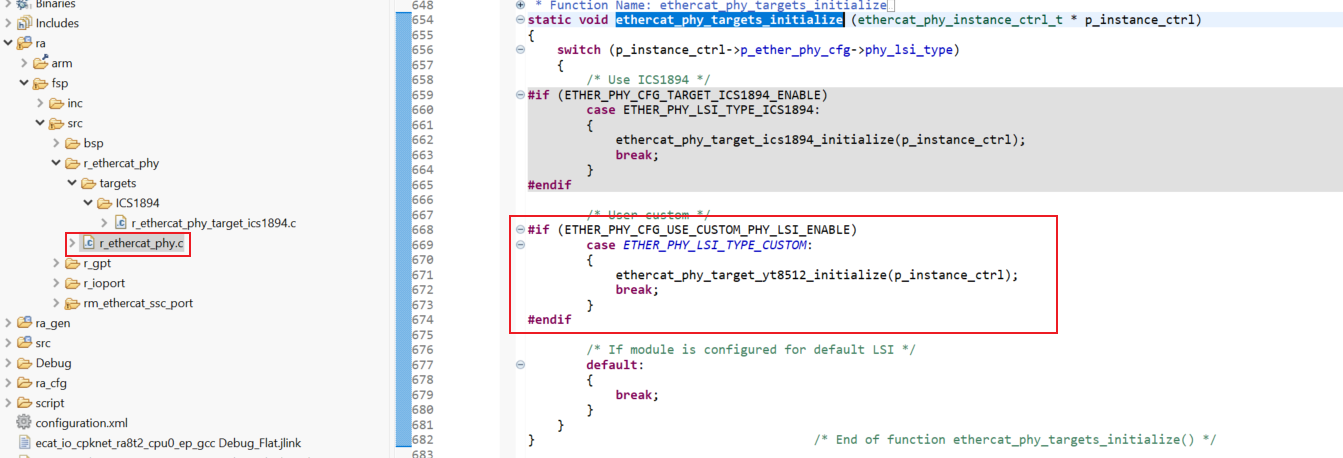 Binaries
Includes
ra
arm
fsp
inc
src
bsp
r_ethercat_phy
targets
ICS1894
r_ethercat_phy_target_ics1894.c
r_ethercat_phy.c
r_gpt
r_ioport
rm_ethercat_ssc_port
ra_gen
src
Debug
ra_cfg
script
configuration.xml
ecat_io_cpknet_ra8t2_cpu0_ep_gcc Debug_Flat.jlink
648 * Function Name: ethercat_phy_targets_initialize
654 static void ethercat_phy_targets_initialize (ethercat_phy_instance_ctrl_t * p_instance_ctrl)
655 {
656 switch (p_instance_ctrl->p_ether_phy_cfg->phy_lsi_type)
657 {
658 /* Use ICS1894 */
659 #if (ETHER_PHY_CFG_TARGET_ICS1894_ENABLE)
660 case ETHER_PHY_LSI_TYPE_ICS1894:
661 {
662 ethercat_phy_target_ics1894_initialize(p_instance_ctrl);
663 break;
664 }
665 #endif
666
667 /* User custom */
668 #if (ETHER_PHY_CFG_USE_CUSTOM_PHY_LSI_ENABLE)
669 case ETHER_PHY_LSI_TYPE_CUSTOM:
670 {
671 ethercat_phy_target_yt8512_initialize(p_instance_ctrl);
672 break;
673 }
674 #endif
675
676 /* If module is configured for default LSI */
677 default:
678 {
679 break;
680 }
681 }
682 } /* End of function ethercat_phy_targets_initialize() */
683